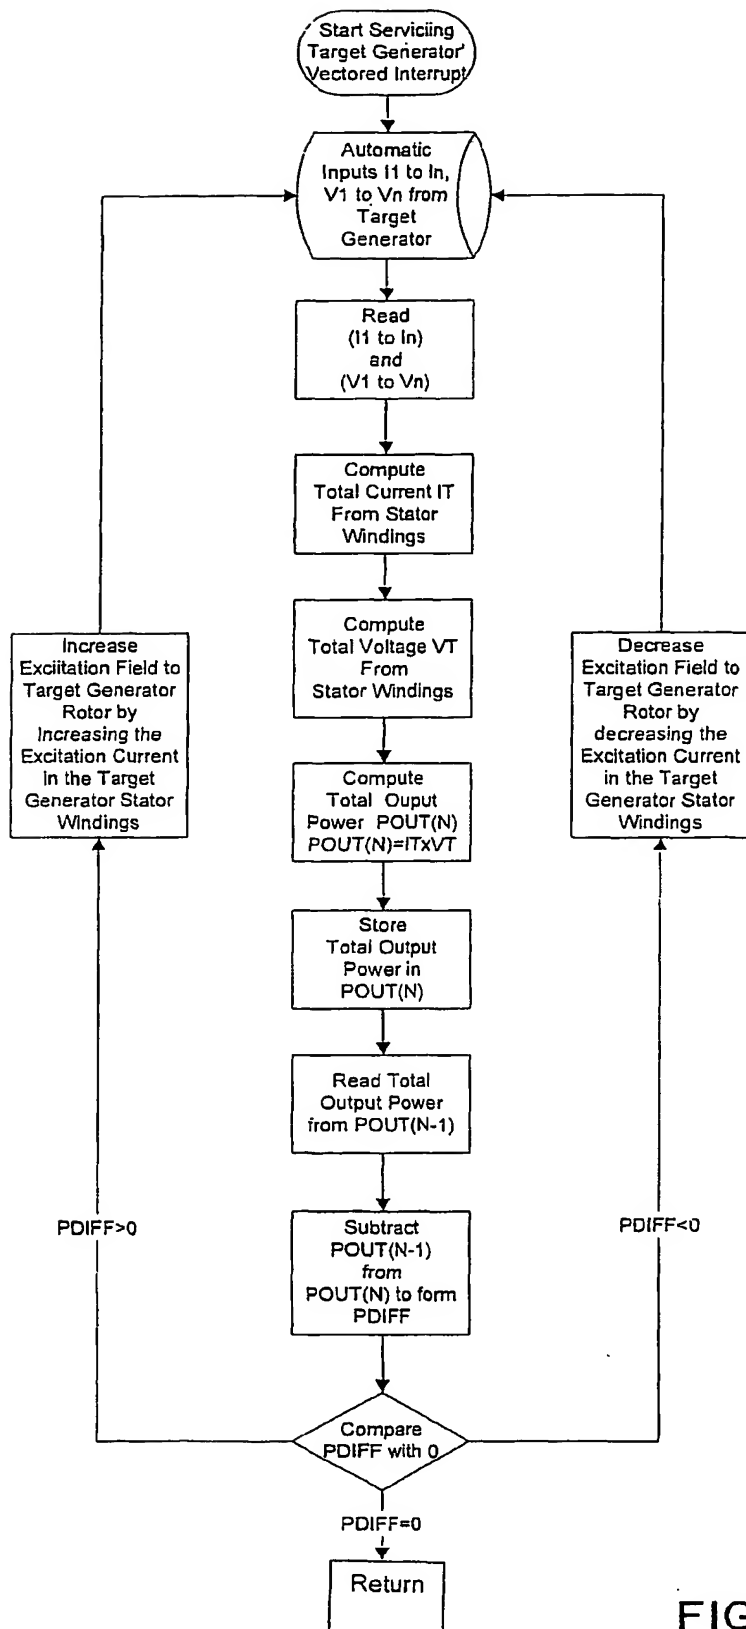 Start Serviciing
Target Generator'
Vectored Interrupt
Automatic
Inputs I1 to In,
V1 to Vn from
Target
Generator
Read
(I1 to In)
and
(V1 to Vn)
Compute
Total Current IT
From Stator
Windings
Compute
Total Voltage VT
From
Stator Windings
Increase
Exciitation Field to
Target Generator
Rotor by
Increasing the
Excitation Current
in the Target
Generator Stator
Windings
Decrease
Excitation Field to
Target Generator
Rotor by
decreasing the
Excitation Current
in the Target
Generator Stator
Windings
Compute
Total Ouput
Power POUT(N)
POUT(N)=ITxVT
Store
Total Output
Power in
POUT(N)
Read Total
Output Power
from POUT(N-1)
PDIFF>0
Subtract
POUT(N-1)
from
POUT(N) to form
PDIFF
PDIFF<0
Compare
PDIFF with 0
PDIFF=0
Return
FIG